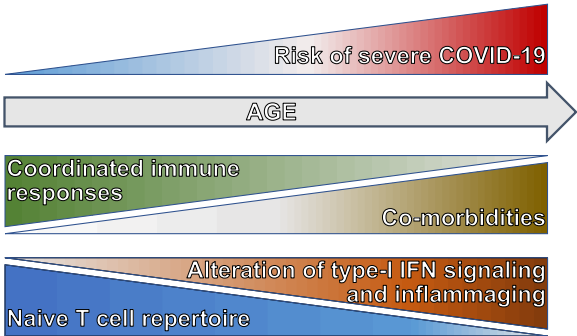 Risk of severe COVID-19
AGE
Coordinated immune
responses
Co-morbidities
Alteration of type-I IFN signaling
and inflammaging
Naive T cell repertoire